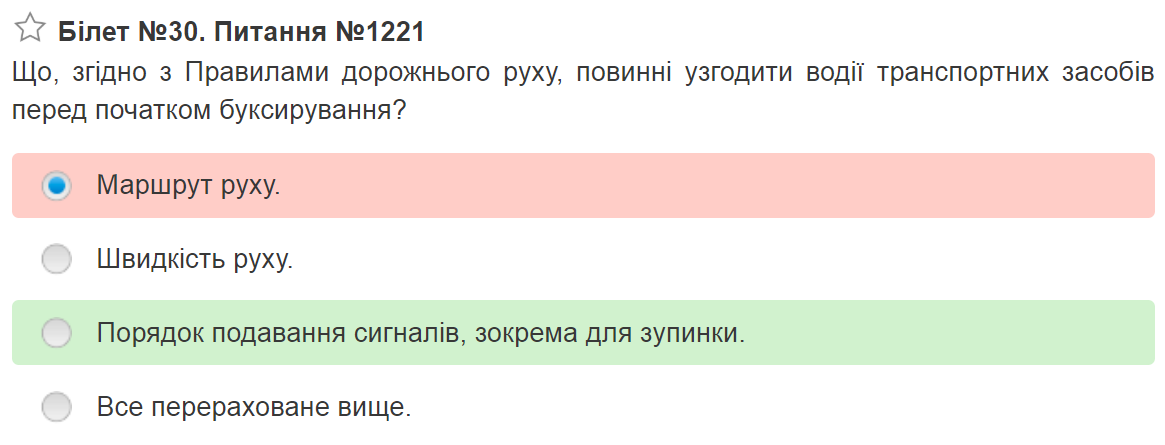 Білет №30. Питання №1221
Що, згідно з Правилами дорожнього руху, повинні узгодити водії транспортних засобів
перед початком буксирування?
Маршрут руху.
Швидкість руху.
Порядок подавання сигналів, зокрема для зупинки.
Все перераховане вище.